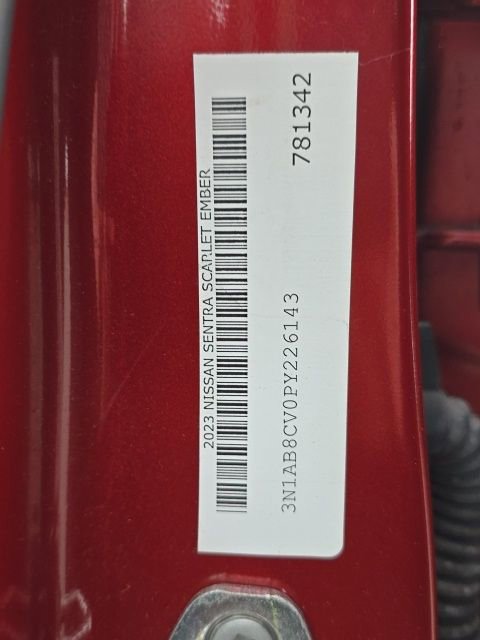 2023 NISSAN SENTRA SCARLET EMBER
3N1AB8CV0PY226143
781342